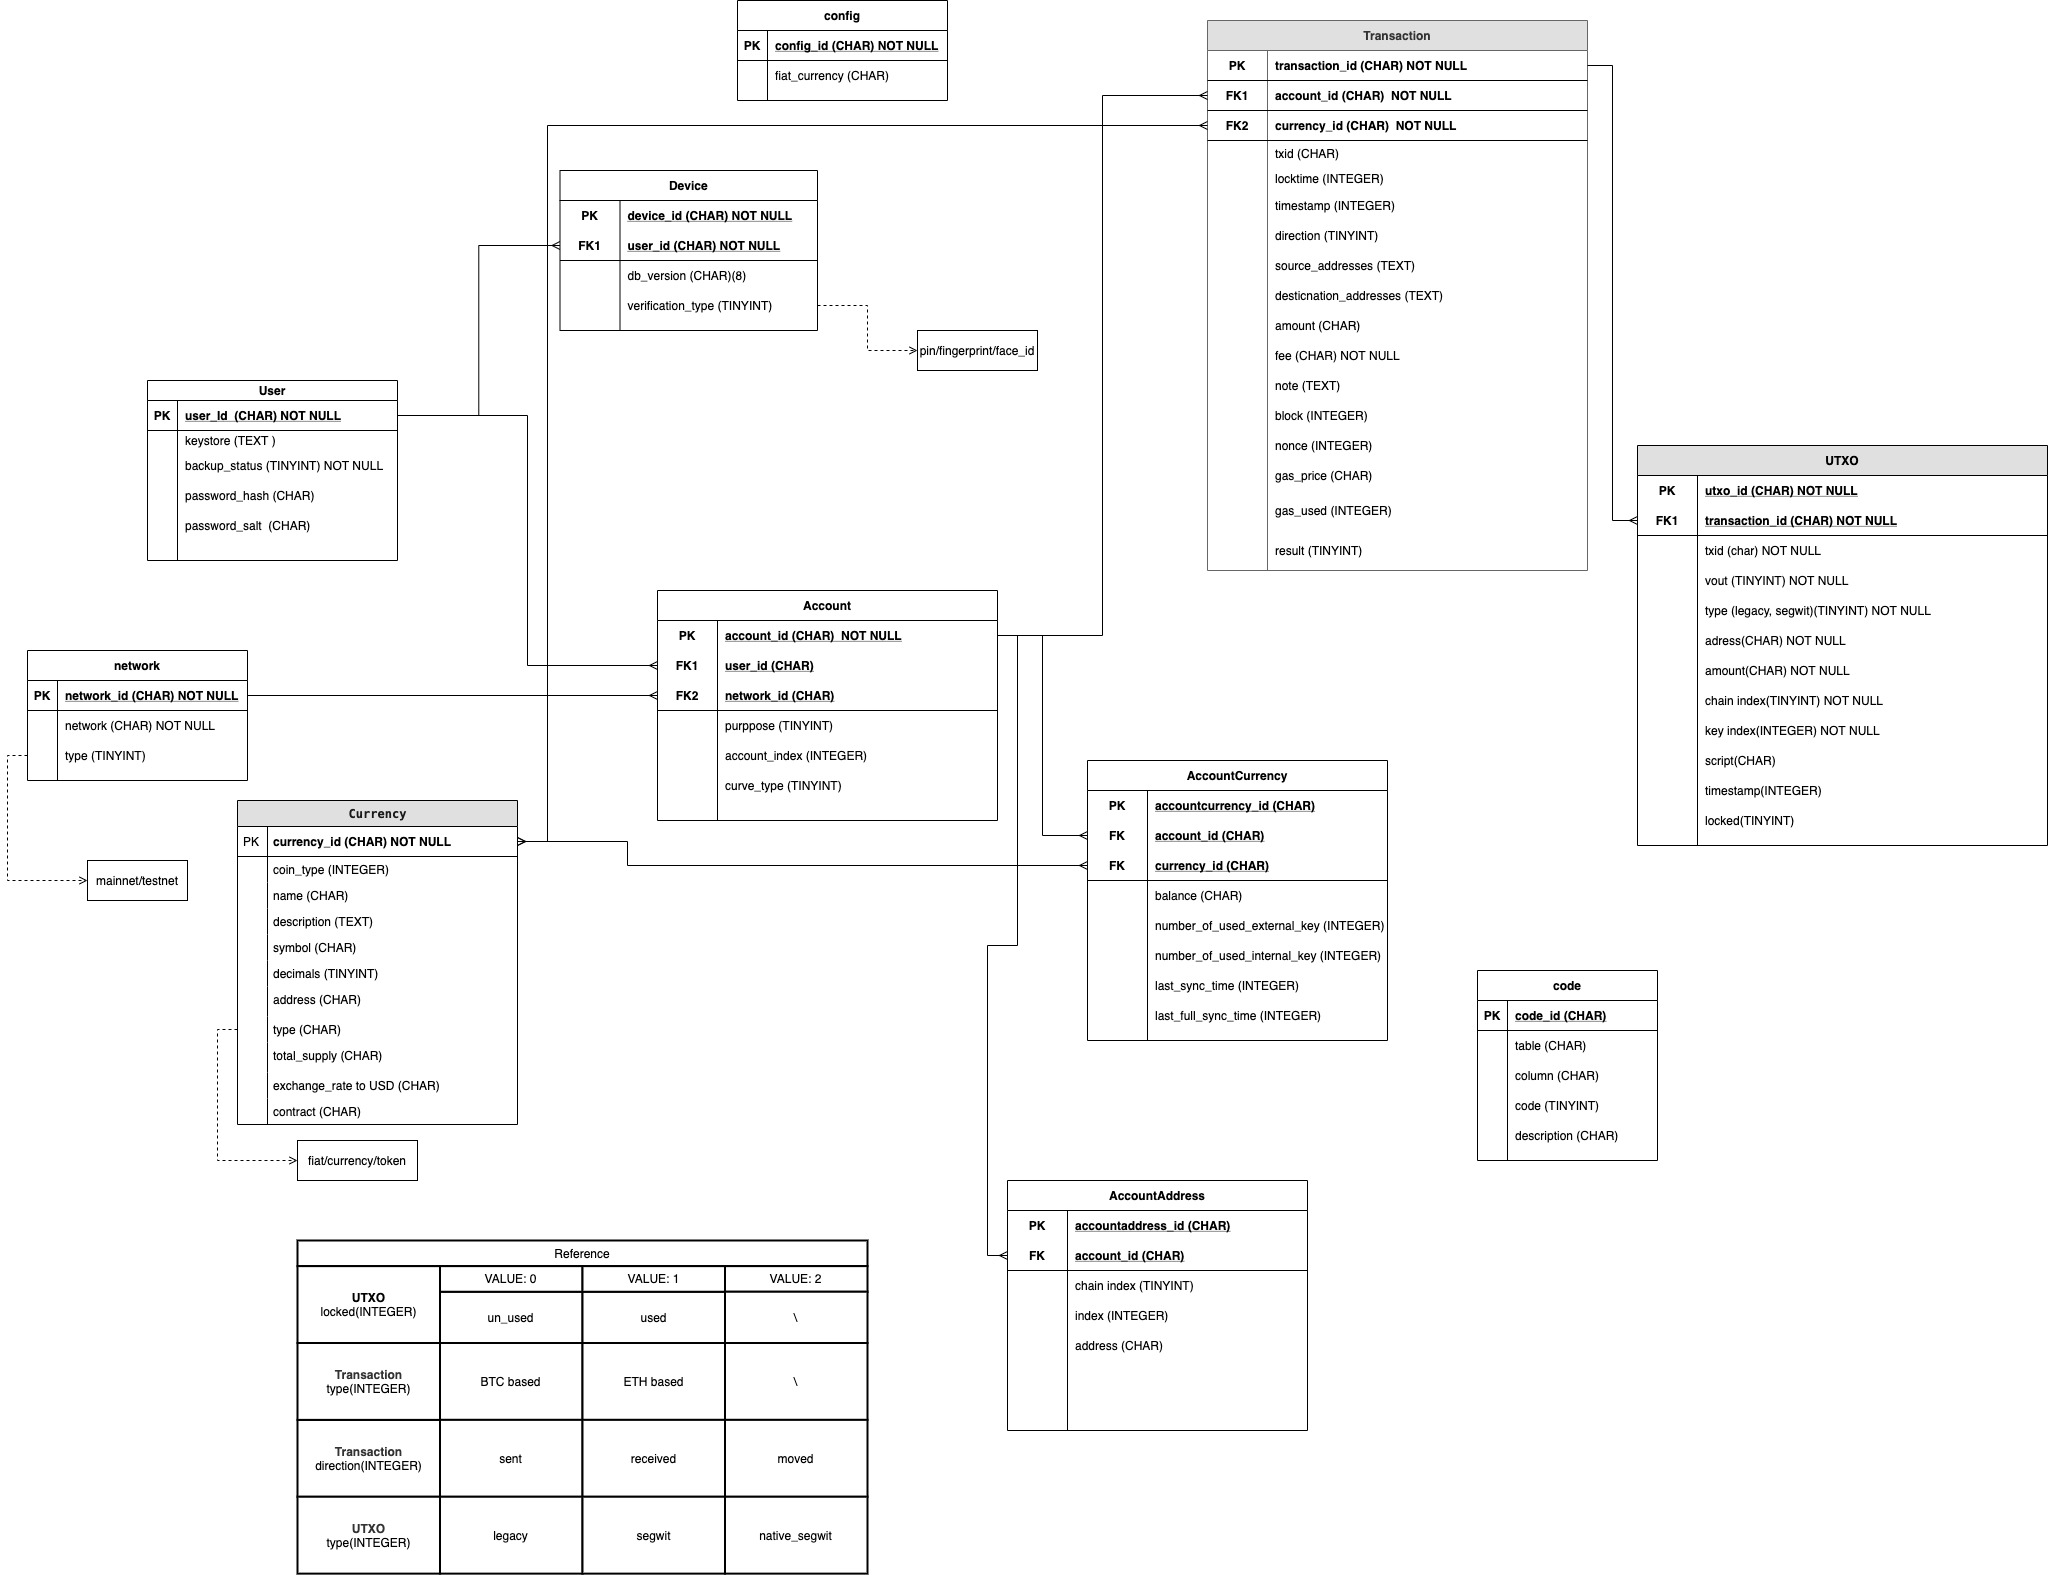 config
PK config_id (CHAR) NOT NULL
fiat_currency (CHAR)
Transaction
PK transaction_id (CHAR) NOT NULL
FK1 account_id (CHAR)  NOT NULL
FK2 currency_id (CHAR)  NOT NULL
txid (CHAR)
locktime (INTEGER)
timestamp (INTEGER)
direction (TINYINT)
source_addresses (TEXT)
desticnation_addresses (TEXT)
amount (CHAR)
fee (CHAR) NOT NULL
note (TEXT)
block (INTEGER)
nonce (INTEGER)
gas_price (CHAR)
gas_used (INTEGER)
result (TINYINT)
Device
PK device_id (CHAR) NOT NULL
FK1 user_id (CHAR) NOT NULL
db_version (CHAR)(8)
verification_type (TINYINT)
pin/fingerprint/face_id
User
PK user_id  (CHAR) NOT NULL
keystore (TEXT )
backup_status (TINYINT) NOT NULL
password_hash (CHAR)
password_salt  (CHAR)
UTXO
PK utxo_id (CHAR) NOT NULL
FK1 transaction_id (CHAR) NOT NULL
txid (char) NOT NULL
vout (TINYINT) NOT NULL
type (legacy, segwit)(TINYINT) NOT NULL
adress(CHAR) NOT NULL
amount(CHAR) NOT NULL
chain index(TINYINT) NOT NULL
key index(INTEGER) NOT NULL
script(CHAR)
timestamp(INTEGER)
locked(TINYINT)
Account
PK account_id (CHAR)  NOT NULL
FK1 user_id (CHAR)
FK2 network_id (CHAR)
purppose (TINYINT)
account_index (INTEGER)
curve_type (TINYINT)
network
PK network_id (CHAR) NOT NULL
network (CHAR) NOT NULL
type (TINYINT)
mainnet/testnet
Currency
PK currency_id (CHAR) NOT NULL
coin_type (INTEGER)
name (CHAR)
description (TEXT)
symbol (CHAR)
decimals (TINYINT)
address (CHAR)
type (CHAR)
total_supply (CHAR)
exchange_rate to USD (CHAR)
contract (CHAR)
fiat/currency/token
AccountCurrency
PK accountcurrency_id (CHAR)
FK account_id (CHAR)
FK currency_id (CHAR)
balance (CHAR)
number_of_used_external_key (INTEGER)
number_of_used_internal_key (INTEGER)
last_sync_time (INTEGER)
last_full_sync_time (INTEGER)
code
PK code_id (CHAR)
table (CHAR)
column (CHAR)
code (TINYINT)
description (CHAR)
AccountAddress
PK accountaddress_id (CHAR)
FK account_id (CHAR)
chain index (TINYINT)
index (INTEGER)
address (CHAR)
Reference
VALUE: 0 VALUE: 1 VALUE: 2
UTXO
locked(INTEGER)
un_used used \
Transaction
type(INTEGER)
BTC based ETH based \
Transaction
direction(INTEGER)
sent received moved
UTXO
type(INTEGER)
legacy segwit native_segwit